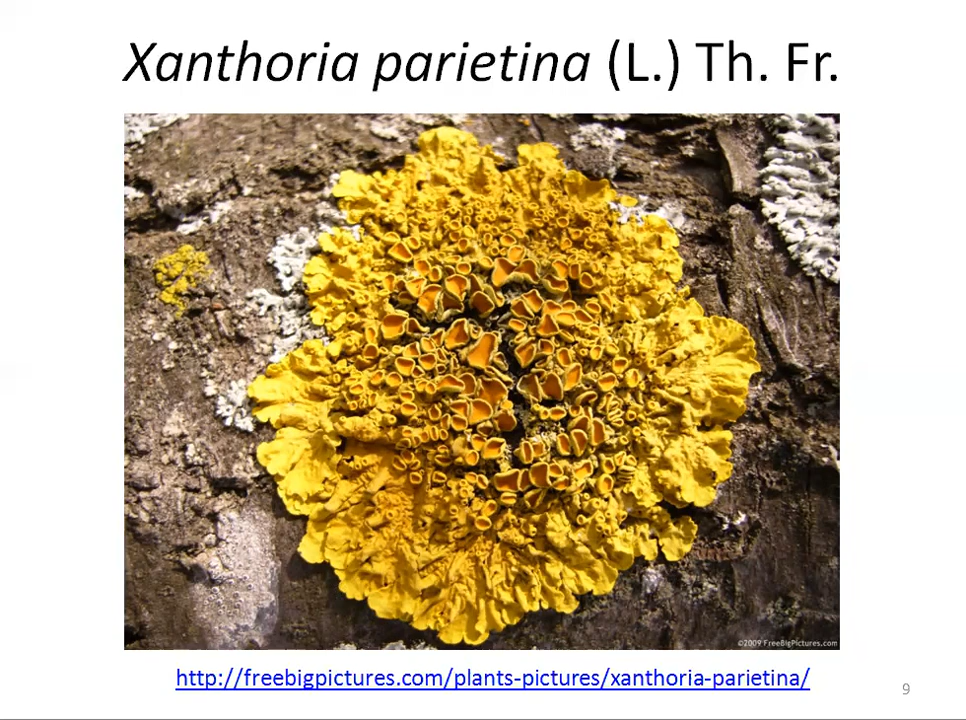 Xanthoria parietina (L.) Th. Fr.
©2009 FreeBigPictures.com
http://freebigpictures.com/plants-pictures/xanthoria-parietina/
9